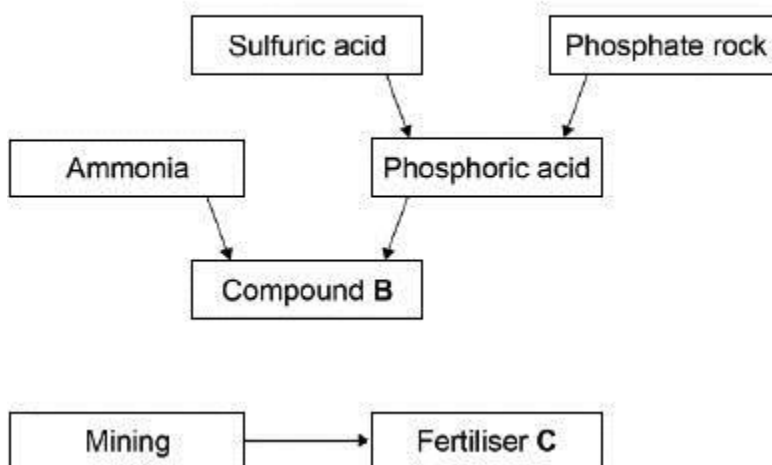 Sulfuric acid
Phosphate rock
Ammonia
Phosphoric acid
Compound B
Mining
Fertiliser C